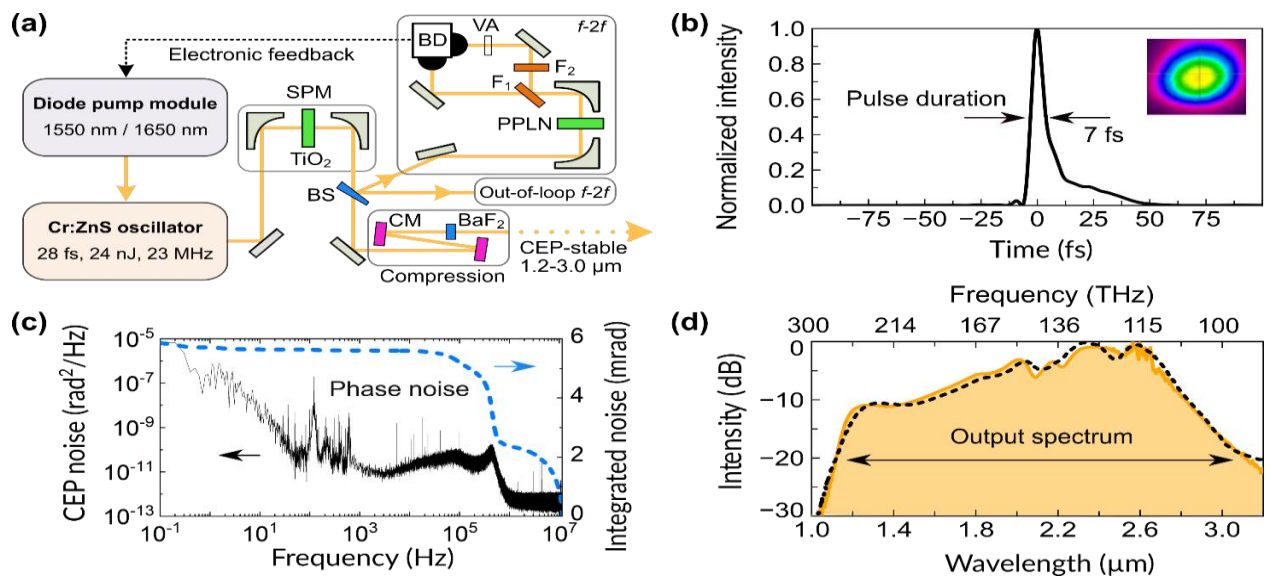 (a)
f-2f
VA
BD
Electronic feedback
F₂
F₁
Diode pump module
1550 nm / 1650 nm
SPM
TiO₂
PPLN
BS
Out-of-loop f-2f
Cr:ZnS oscillator
28 fs, 24 nJ, 23 MHz
CM
BaF₂
Compression
CEP-stable
1.2-3.0 μm
(b)
Normalized intensity
1.0
0.8
0.6
0.4
0.2
0.0
Pulse duration
7 fs
−75 −50 −25 0 25 50 75
Time (fs)
(c)
CEP noise (rad²/Hz)
10⁻⁵
10⁻⁷
10⁻⁹
10⁻¹¹
10⁻¹³
Phase noise
6
4
2
0
Integrated noise (mrad)
10⁻¹ 10¹ 10³ 10⁵ 10⁷
Frequency (Hz)
(d)
Frequency (THz)
300 214 167 136 115 100
Intensity (dB)
0
−10
−20
−30
Output spectrum
1.0 1.4 1.8 2.2 2.6 3.0
Wavelength (μm)